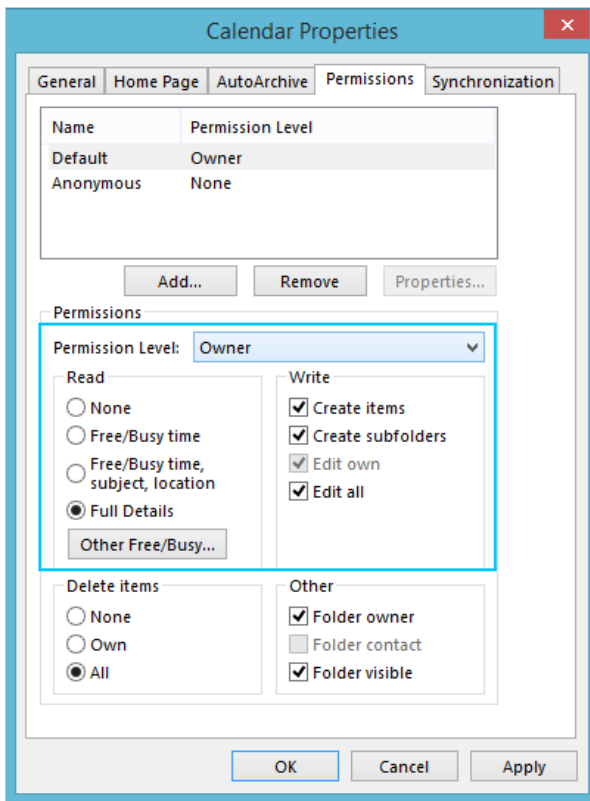 Calendar Properties
General Home Page AutoArchive Permissions Synchronization
Name Permission Level
Default Owner
Anonymous None
Add... Remove Properties...
Permissions
Permission Level: Owner
Read
None
Free/Busy time
Free/Busy time,
subject, location
Full Details
Other Free/Busy...
Write
Create items
Create subfolders
Edit own
Edit all
Delete items
None
Own
All
Other
Folder owner
Folder contact
Folder visible
OK Cancel Apply